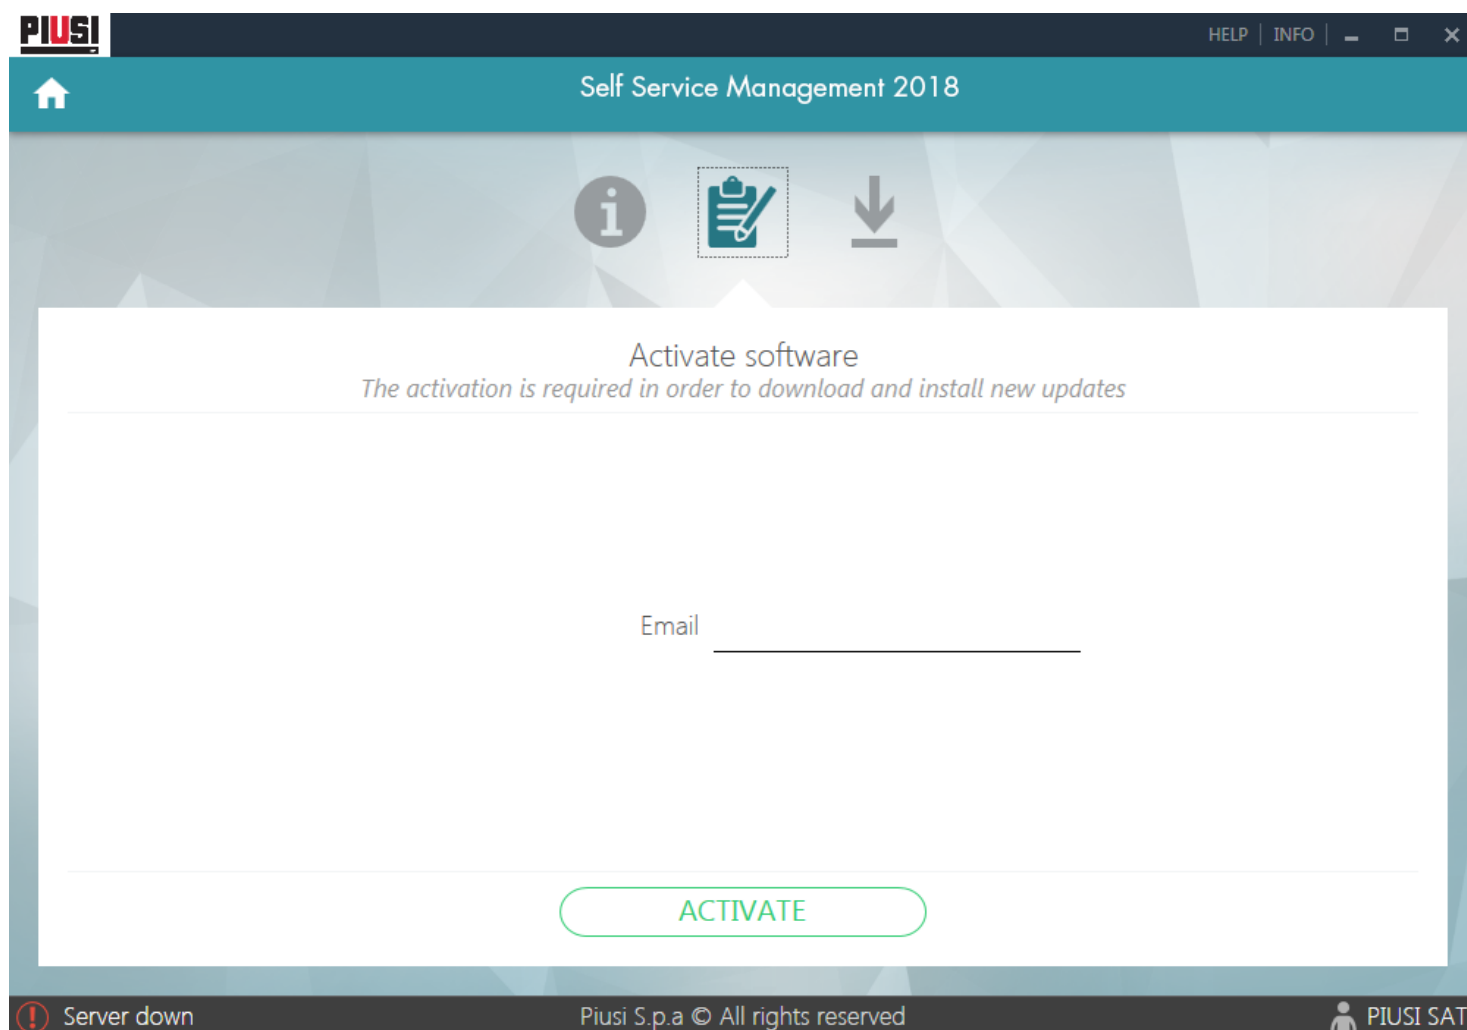 PIUSI
HELP | INFO |
Self Service Management 2018
Activate software
The activation is required in order to download and install new updates
Email
ACTIVATE
Server down
Piusi S.p.a © All rights reserved
PIUSI SAT